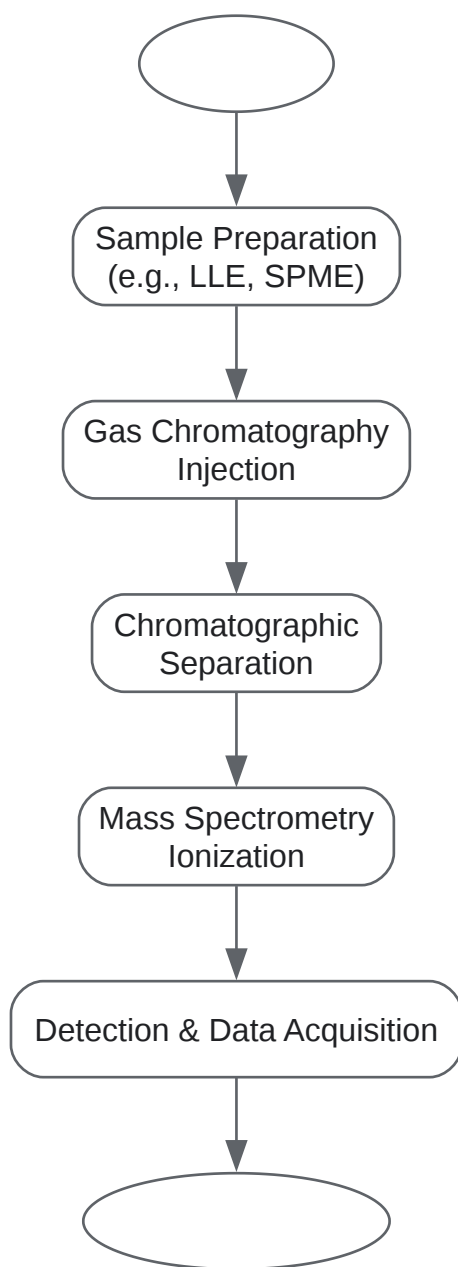 Sample Preparation
(e.g., LLE, SPME)
Gas Chromatography
Injection
Chromatographic
Separation
Mass Spectrometry
Ionization
Detection & Data Acquisition